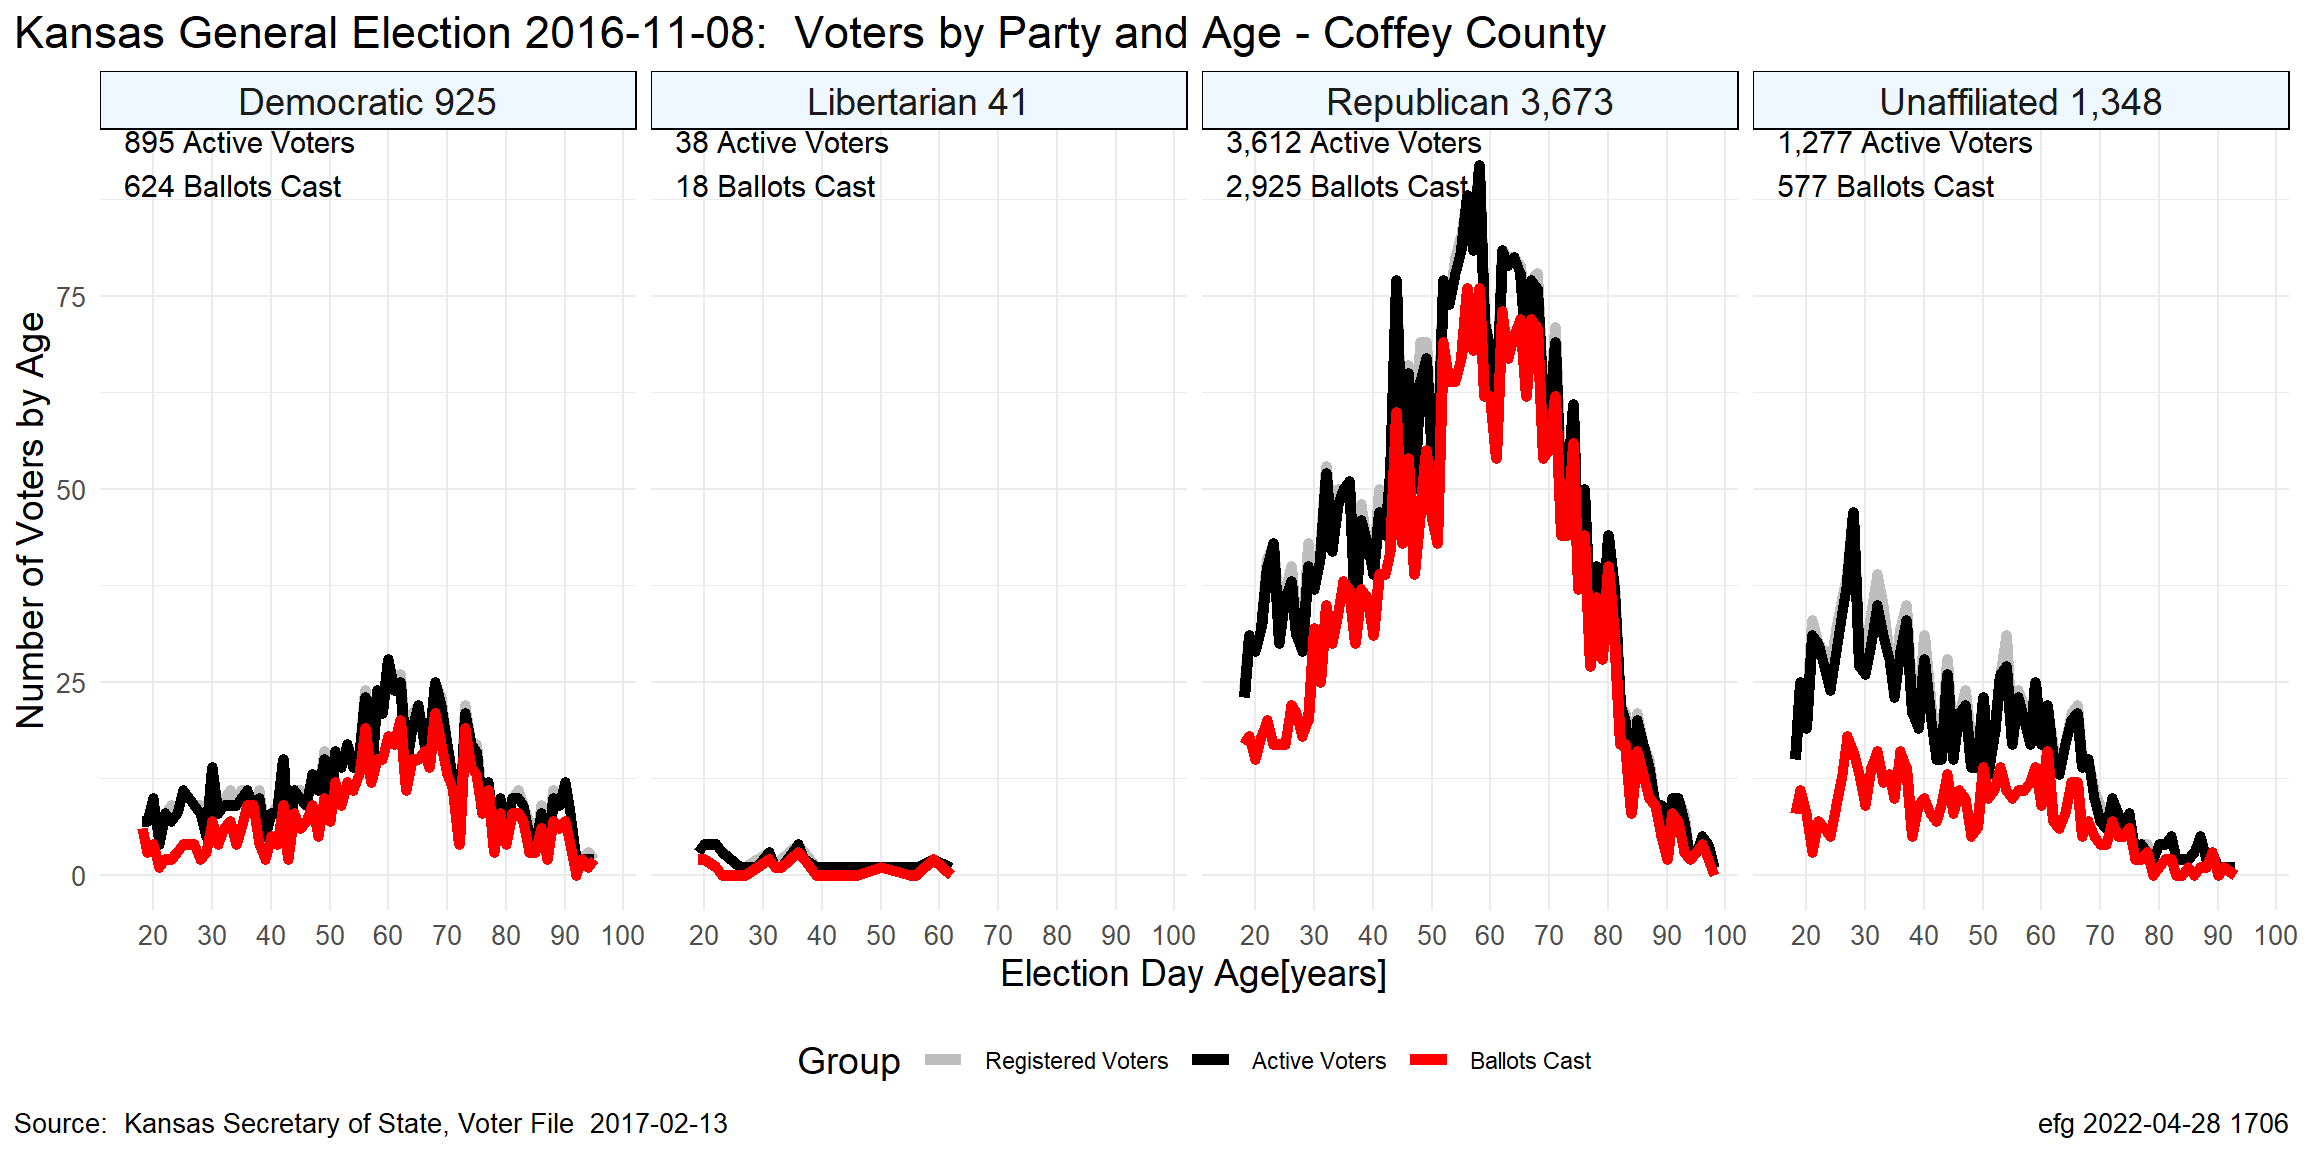 Kansas General Election 2016-11-08:  Voters by Party and Age - Coffey County
Democratic 925
Libertarian 41
Republican 3,673
Unaffiliated 1,348
895 Active Voters
624 Ballots Cast
38 Active Voters
18 Ballots Cast
3,612 Active Voters
2,925 Ballots Cast
1,277 Active Voters
577 Ballots Cast
Number of Voters by Age
75
50
25
0
20 30 40 50 60 70 80 90 100
20 30 40 50 60 70 80 90 100
20 30 40 50 60 70 80 90 100
20 30 40 50 60 70 80 90 100
Election Day Age[years]
Group Registered Voters Active Voters Ballots Cast
Source:  Kansas Secretary of State, Voter File  2017-02-13
efg 2022-04-28 1706